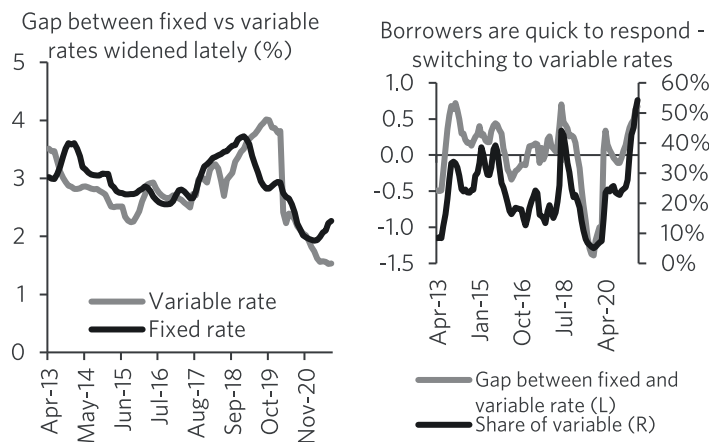 Gap between fixed vs variable
rates widened lately (%)
5
4
3
2
1
0
Variable rate
Fixed rate
Apr-13
May-14
Jun-15
Jul-16
Aug-17
Sep-18
Oct-19
Nov-20
Borrowers are quick to respond -
switching to variable rates
1.0
0.5
0.0
-0.5
-1.0
-1.5
60%
50%
40%
30%
20%
10%
0%
Apr-13
Jan-15
Oct-16
Jul-18
Apr-20
Gap between fixed and
variable rate (L)
Share of variable (R)